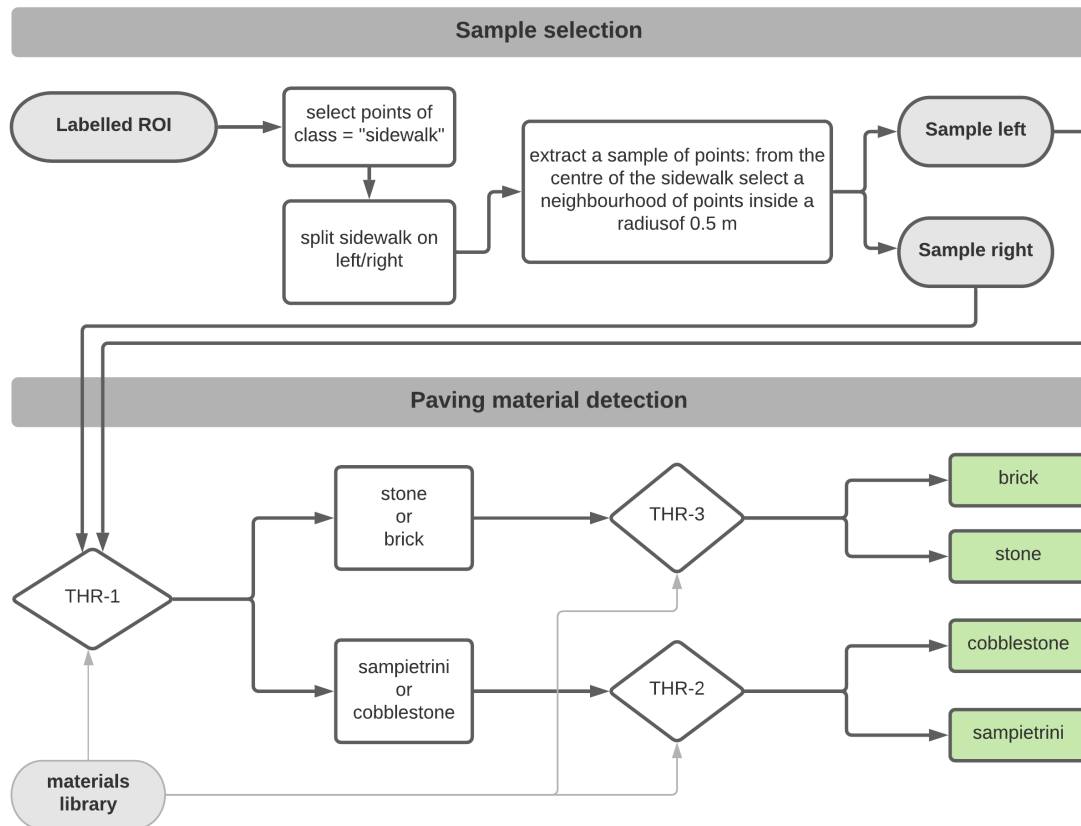 Sample selection
Labelled ROI
select points of
class = "sidewalk"
split sidewalk on
left/right
extract a sample of points: from the
centre of the sidewalk select a
neighbourhood of points inside a
radiusof 0.5 m
Sample left
Sample right
Paving material detection
THR-1
stone
or
brick
sampietrini
or
cobblestone
THR-3
THR-2
brick
stone
cobblestone
sampietrini
materials
library